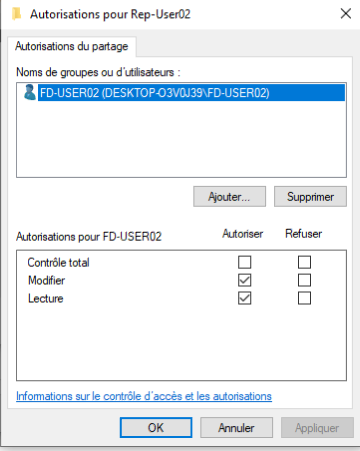 Autorisations pour Rep-User02
Autorisations du partage
Noms de groupes ou d'utilisateurs :
FD-USER02 (DESKTOP-O3V0J39\FD-USER02)
Ajouter... Supprimer
Autorisations pour FD-USER02 Autoriser Refuser
Contrôle total
Modifier
Lecture
Informations sur le contrôle d'accès et les autorisations
OK Annuler Appliquer